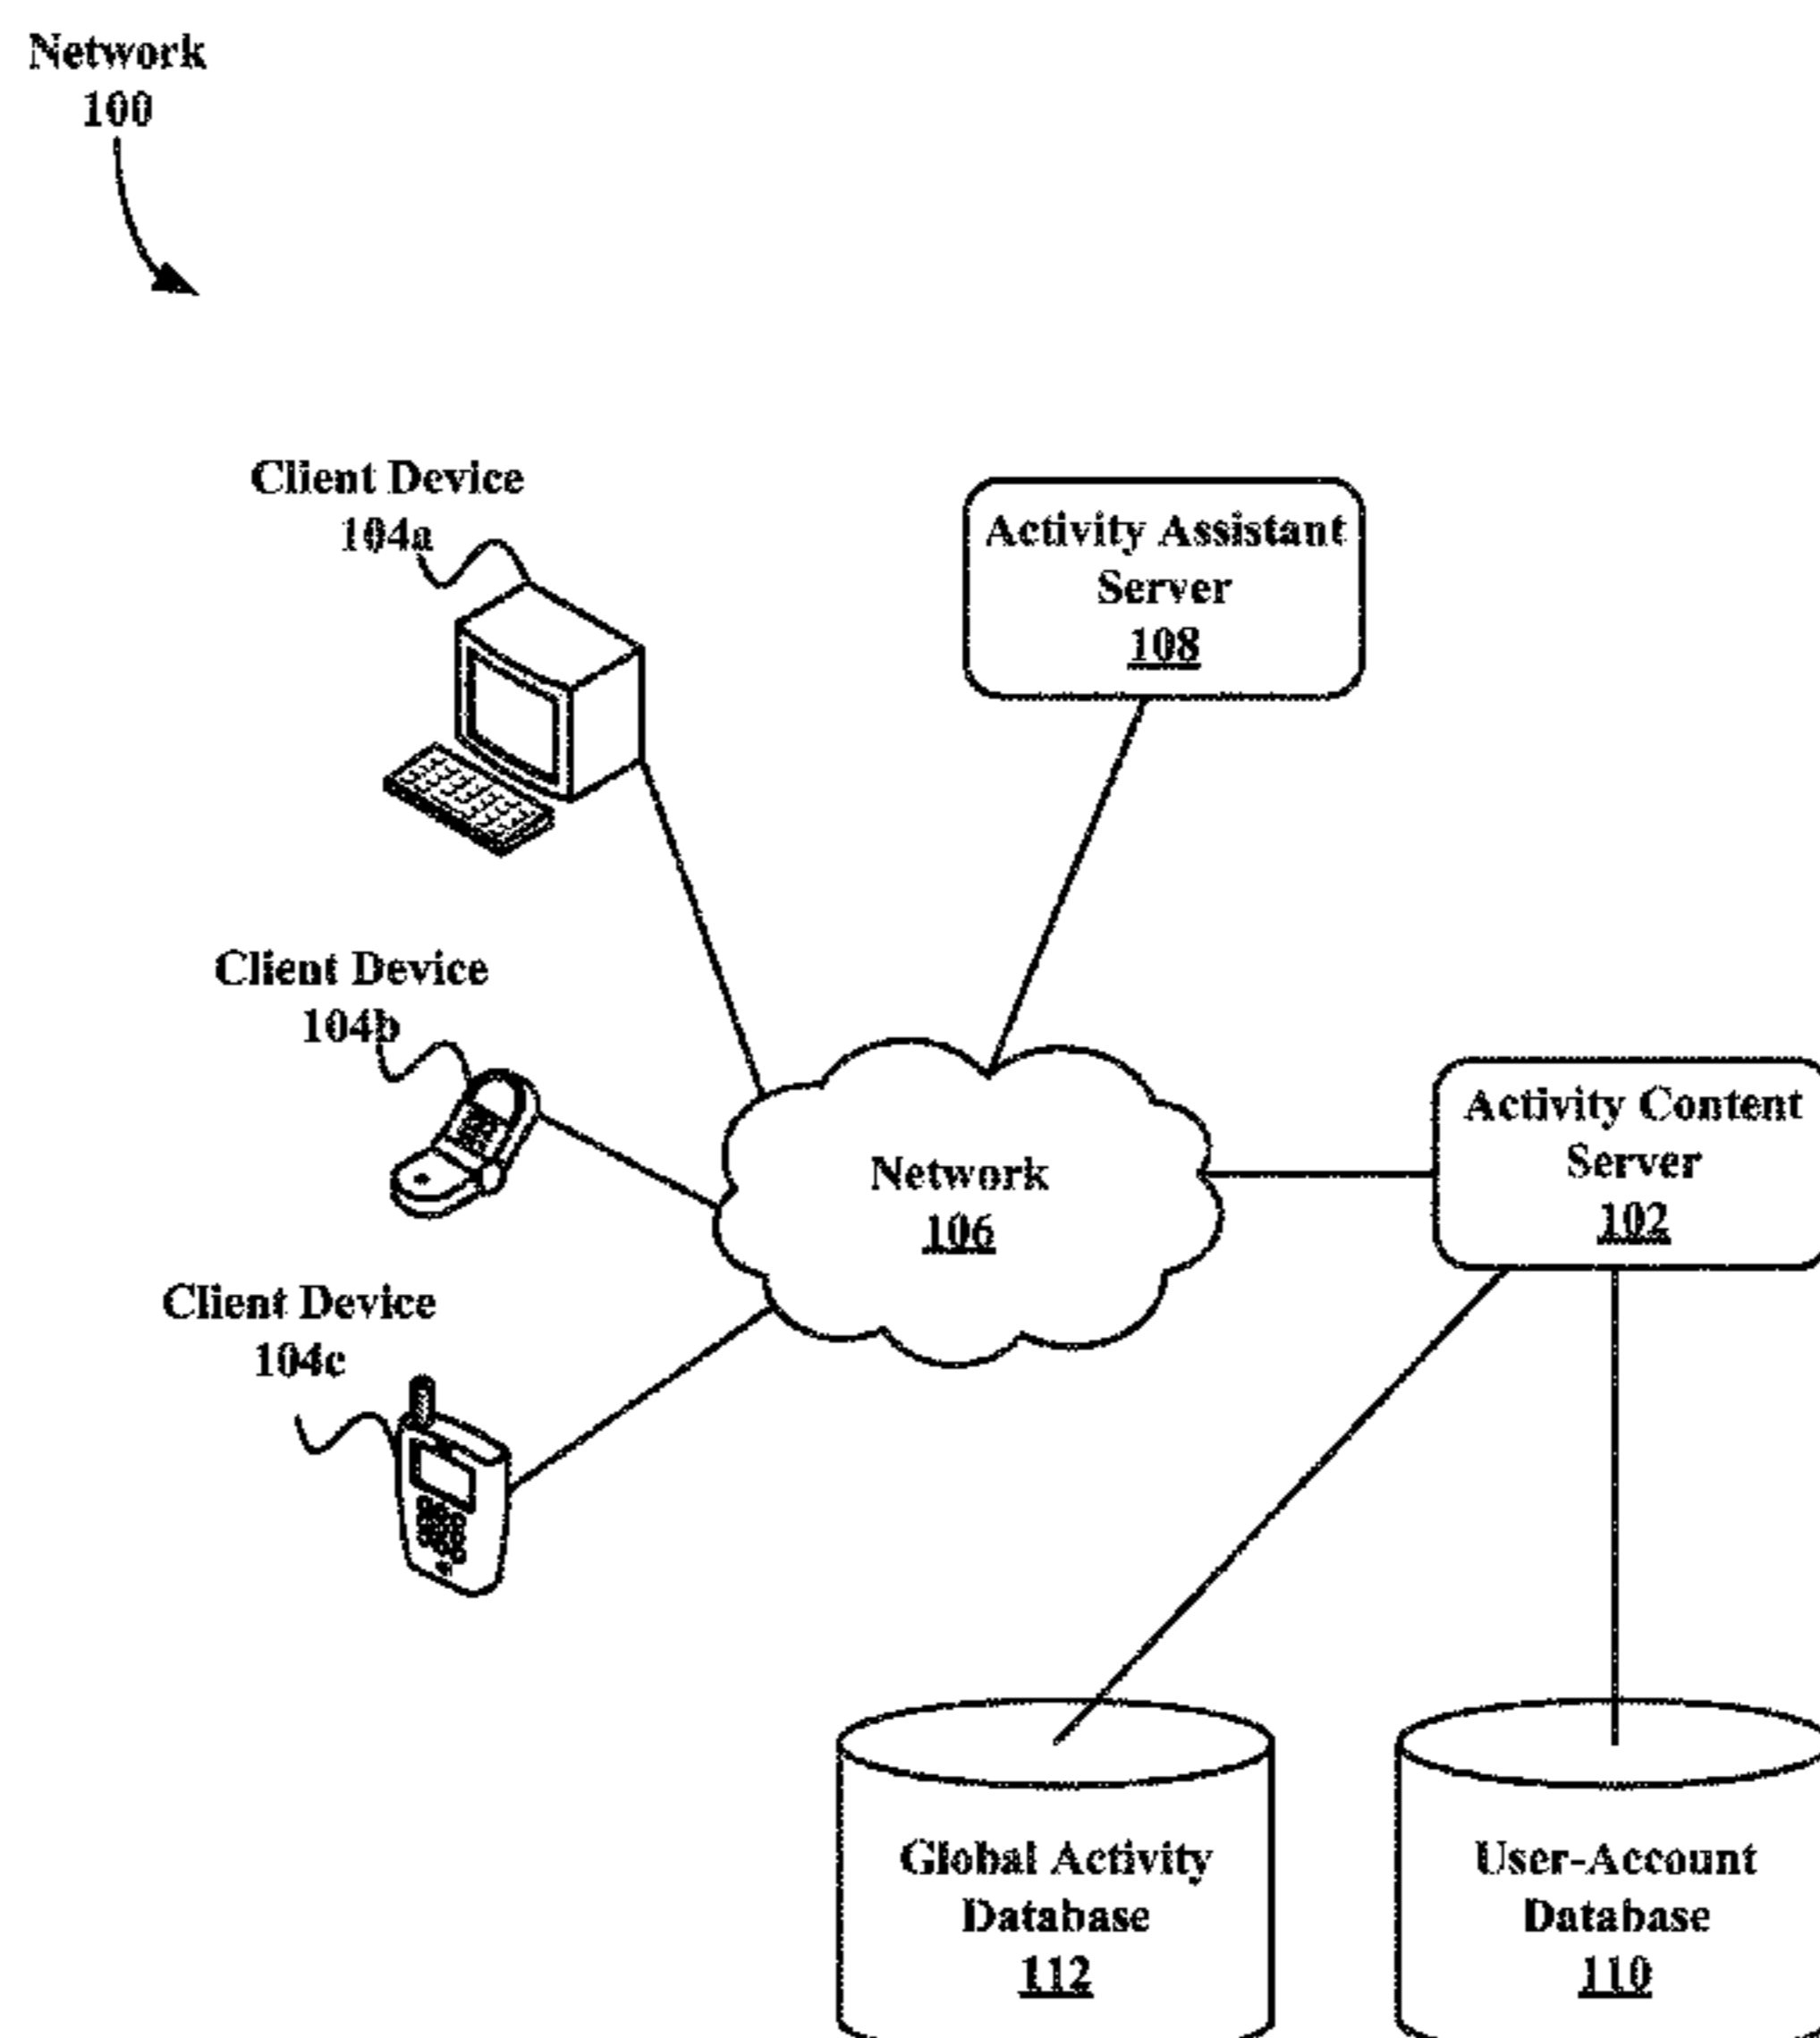 Network
100
Client Device
104a
Activity Assistant
Server
108
Client Device
104b
Activity Content
Server
102
Network
106
Client Device
104c
Global Activity
Database
112
User-Account
Database
110